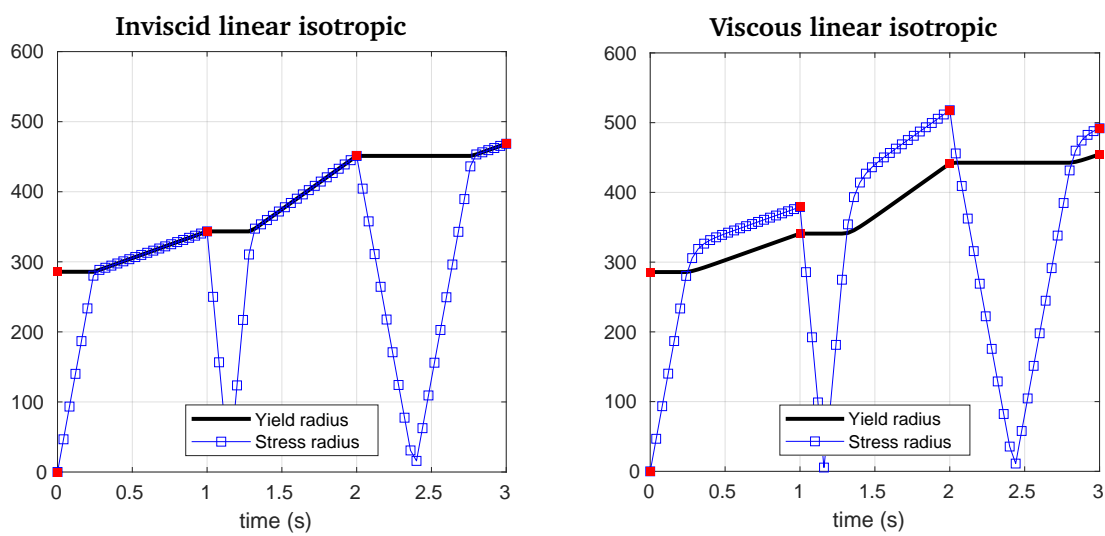 Inviscid linear isotropic
600
500
400
300
200
100
0
0 0.5 1 1.5 2 2.5 3
time (s)
Yield radius
Stress radius
Viscous linear isotropic
600
500
400
300
200
100
0
0 0.5 1 1.5 2 2.5 3
time (s)
Yield radius
Stress radius